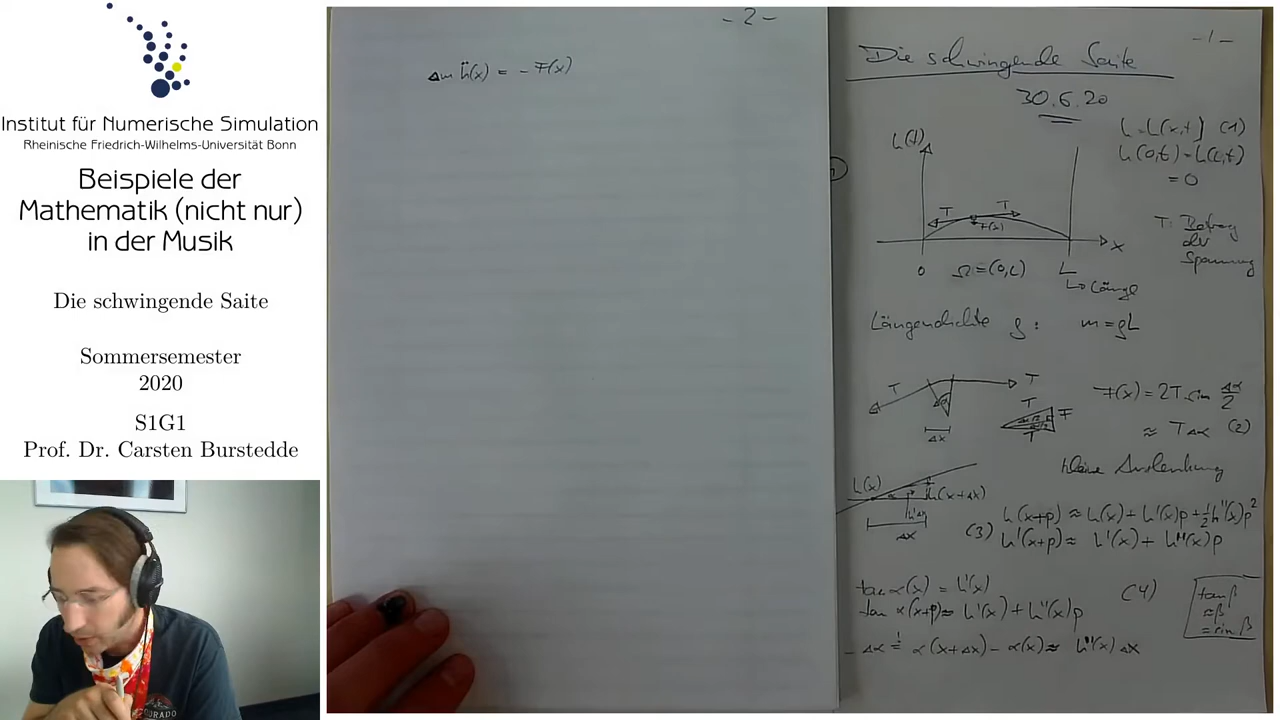 Institut für Numerische Simulation
Rheinische Friedrich-Wilhelms-Universität Bonn
Beispiele der
Mathematik (nicht nur)
in der Musik
Die schwingende Saite
Sommersemester
2020
S1G1
Prof. Dr. Carsten Burstedde
-2-
Δm ḧ(x) = - F(x)
-1-
Die schwingende Saite
30.6.20
h(t)
h = h(x,t) (1)
h(0,t) = h(L,t)
= 0
T T
F(x)
x
0 Ω = (0,L) L
↳ Länge
T: Betrag
der
Spannung
Längendichte ρ: m = ρL
T T
Δα
Δx
T F
T
F(x) = 2T sin Δα/2
≈ T Δα (2)
kleine Auslenkung
h(x) h(x+Δx)
Δx
h(x+p) ≈ h(x) + h'(x)p + 1/2 h''(x)p²
(3) h'(x+p) ≈ h'(x) + h''(x)p
tan α(x) = h'(x) (4)
tan α(x+p) ≈ h'(x) + h''(x)p
- Δα = α(x+Δx) - α(x) ≈ h''(x) Δx
tan β
≈ β
≈ sin β